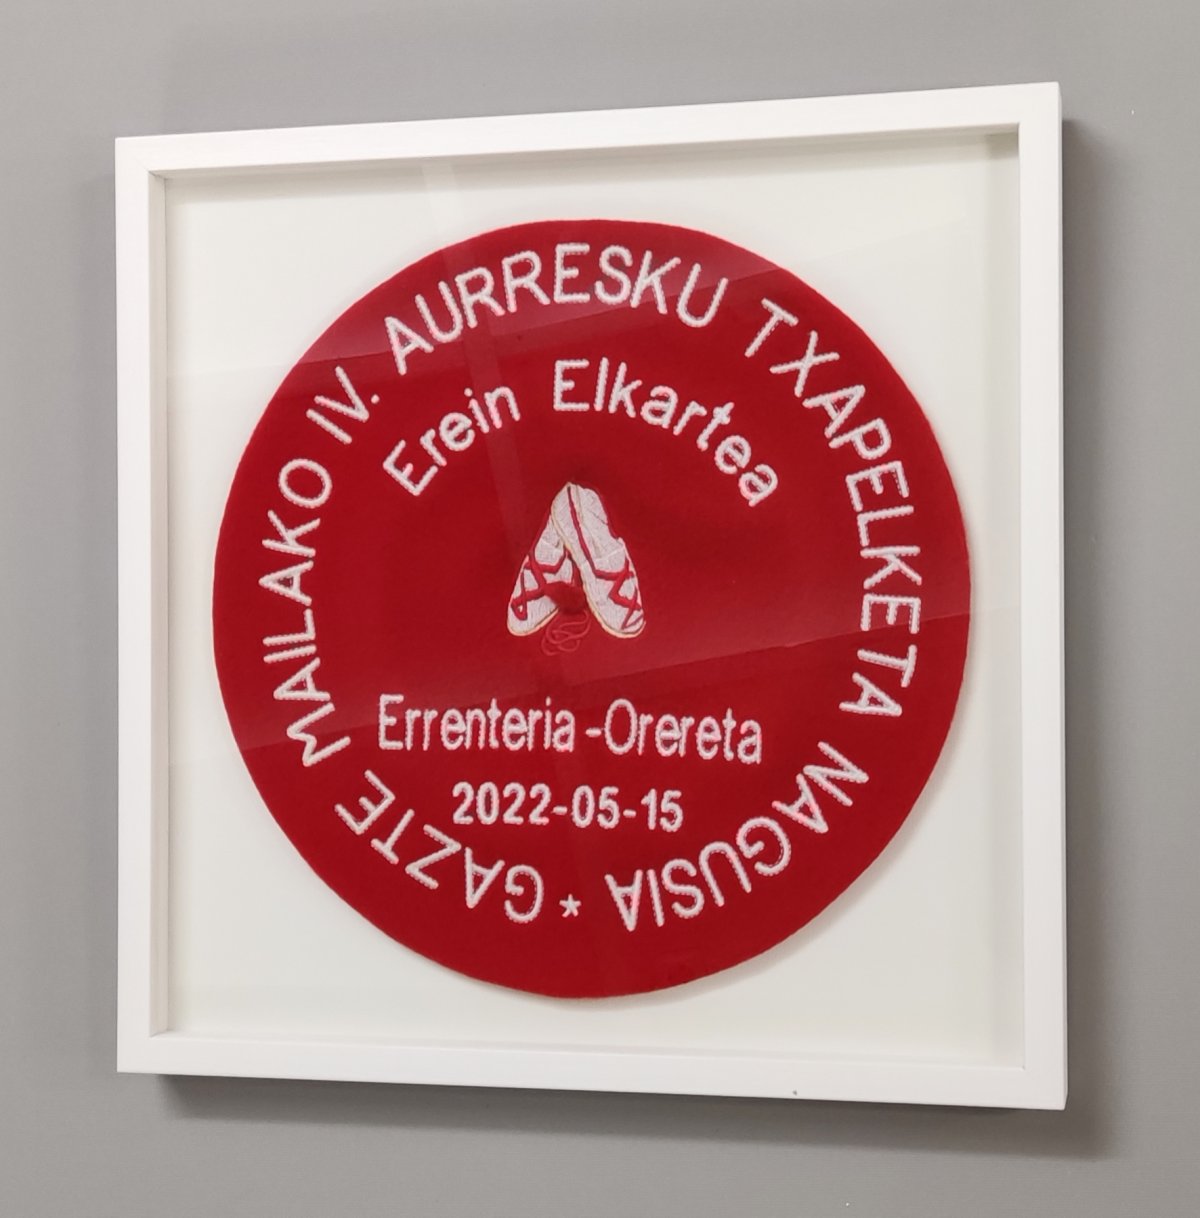 GAZTE MAILAKO IV. AURRESKU TXAPELKETA NAGUSIA *
Erein Elkartea
Errenteria-Orereta
2022-05-15